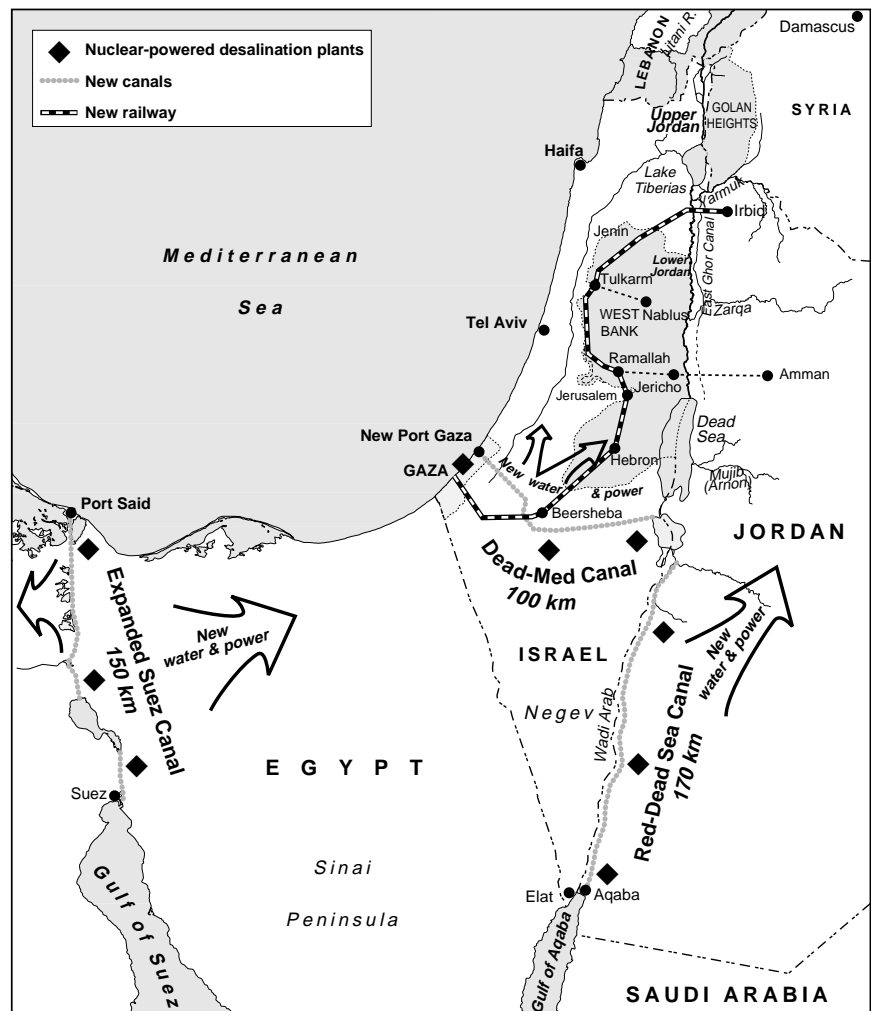 Nuclear-powered desalination plants
New canals
New railway
Damascus
LEBANON
Litani R.
GOLAN
HEIGHTS
SYRIA
Upper
Jordan
Haifa
Lake
Tiberias
Yarmuk
Irbid
Mediterranean
Sea
Jenin
Lower
Jordan
East Ghor Canal
Tulkarm
WEST
BANK
Nablus
Zarqa
Tel Aviv
Ramallah
Jericho
Amman
Jerusalem
New Port Gaza
GAZA
Dead
Sea
Hebron
New water & power
Mujib
(Arnon)
Port Said
Beersheba
JORDAN
Dead-Med Canal
100 km
Expanded Suez Canal
150 km
New
water & power
ISRAEL
New
water & power
Negev
Wadi Arab
Red-Dead Sea Canal
170 km
EGYPT
Suez
Sinai
Peninsula
Elat
Aqaba
Gulf of Suez
Gulf of Aqaba
SAUDI ARABIA